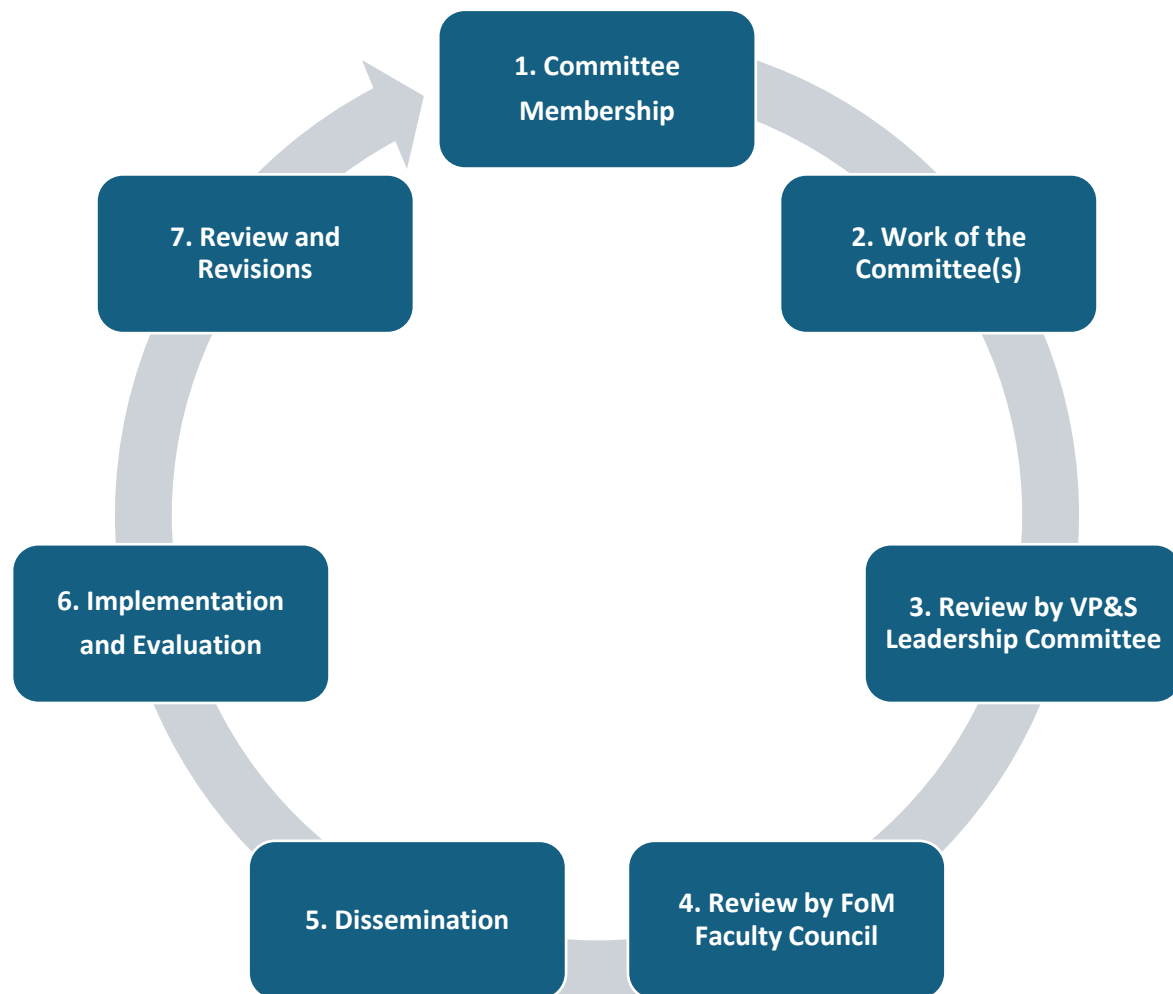 1. Committee
Membership
2. Work of the
Committee(s)
3. Review by VP&S
Leadership Committee
4. Review by FoM
Faculty Council
5. Dissemination
6. Implementation
and Evaluation
7. Review and
Revisions